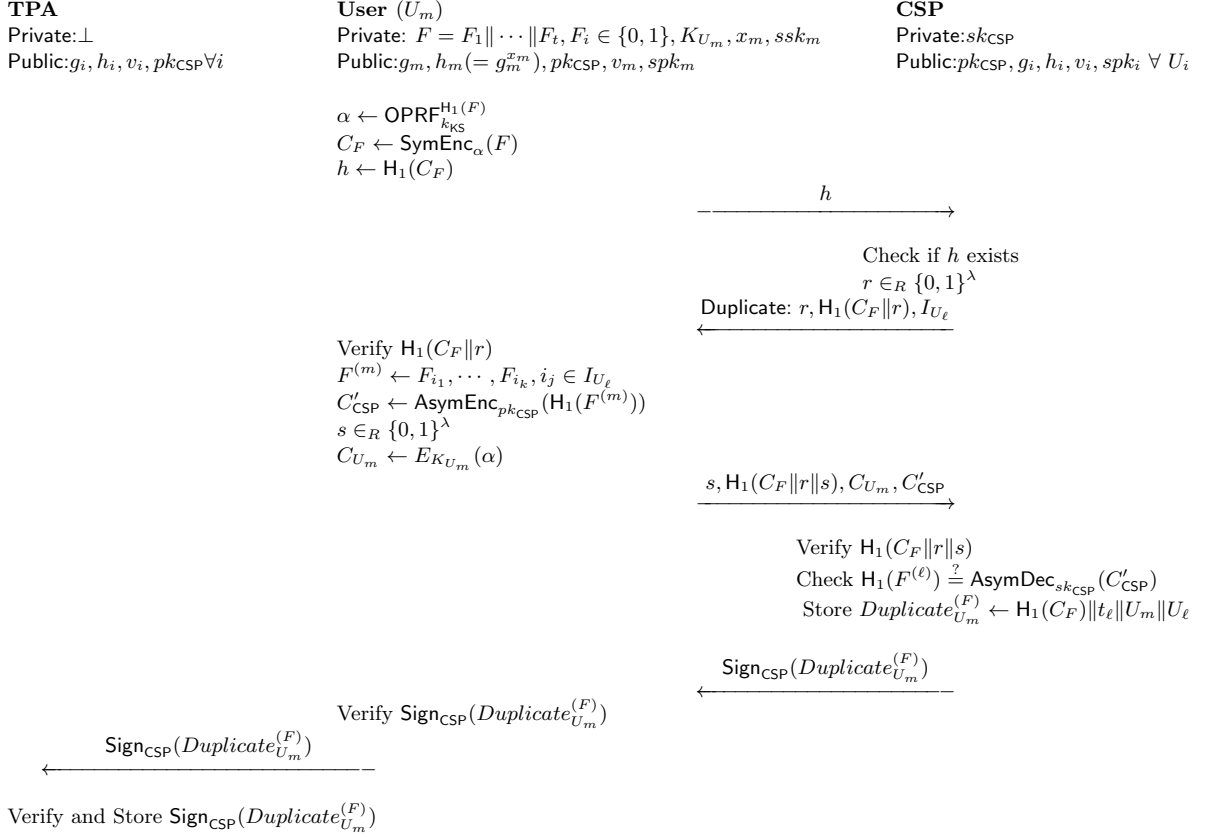 TPA User (U_m) CSP
Private:⊥ Private: F = F_1∥···∥F_t, F_i ∈ {0, 1}, K_{U_m}, x_m, ssk_m Private:sk_CSP
Public:g_i, h_i, v_i, pk_CSP∀i Public:g_m, h_m(= g_m^{x_m}), pk_CSP, v_m, spk_m Public:pk_CSP, g_i, h_i, v_i, spk_i ∀ U_i
α ← OPRF_{k_KS}^{H_1(F)}
C_F ← SymEnc_α(F)
h ← H_1(C_F)
h
Check if h exists
r ∈_R {0, 1}^λ
Duplicate: r, H_1(C_F∥r), I_{U_ℓ}
Verify H_1(C_F∥r)
F^{(m)} ← F_{i_1}, ··· , F_{i_k}, i_j ∈ I_{U_ℓ}
C′_CSP ← AsymEnc_{pk_CSP}(H_1(F^{(m)}))
s ∈_R {0, 1}^λ
C_{U_m} ← E_{K_{U_m}}(α)
s, H_1(C_F∥r∥s), C_{U_m}, C′_CSP
Verify H_1(C_F∥r∥s)
Check H_1(F^{(ℓ)}) ≟ AsymDec_{sk_CSP}(C′_CSP)
Store Duplicate_{U_m}^{(F)} ← H_1(C_F)∥t_ℓ∥U_m∥U_ℓ
Sign_CSP(Duplicate_{U_m}^{(F)})
Verify Sign_CSP(Duplicate_{U_m}^{(F)})
Sign_CSP(Duplicate_{U_m}^{(F)})
Verify and Store Sign_CSP(Duplicate_{U_m}^{(F)})